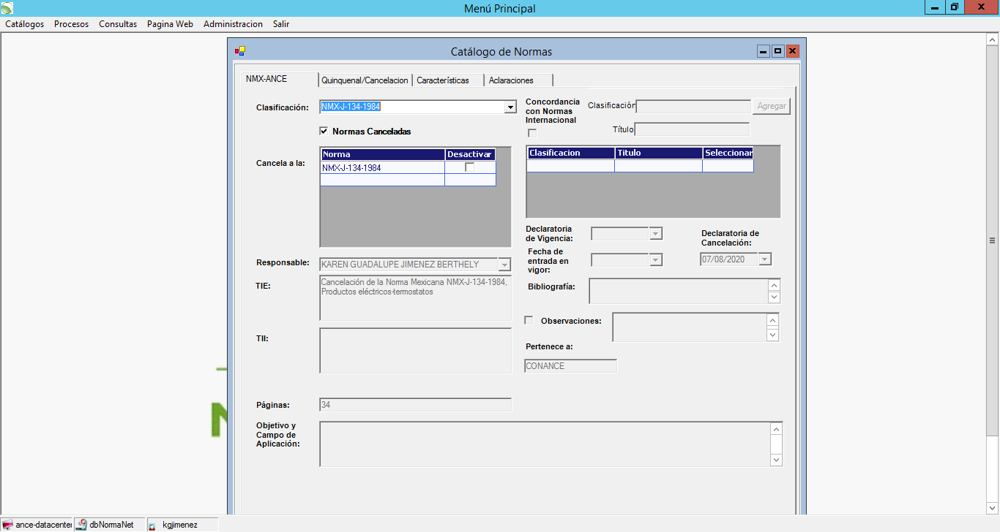 Menú Principal
Catálogos Procesos Consultas Pagina Web Administracion Salir
Catálogo de Normas
NMX-ANCE Quinquenal/Cancelacion Características Aclaraciones
Clasificación: NMX-J-134-1984
Normas Canceladas
Cancela a la:
Norma Desactivar
NMX-J-134-1984
Responsable: KAREN GUADALUPE JIMENEZ BERTHELY
TIE: Cancelación de la Norma Mexicana NMX-J-134-1984,
Productos eléctricos-termostatos
TII:
Páginas: 34
Objetivo y
Campo de
Aplicación:
Concordancia
con Normas
Internacional
Clasificación Agregar
Título
Clasificacion Titulo Seleccionar
Declaratoria
de Vigencia:
Declaratoria de
Cancelación:
Fecha de
entrada en
vigor:
07/08/2020
Bibliografía:
Observaciones:
Pertenece a:
CONANCE
N
ance-datacenter dbNormaNet kgjimenez